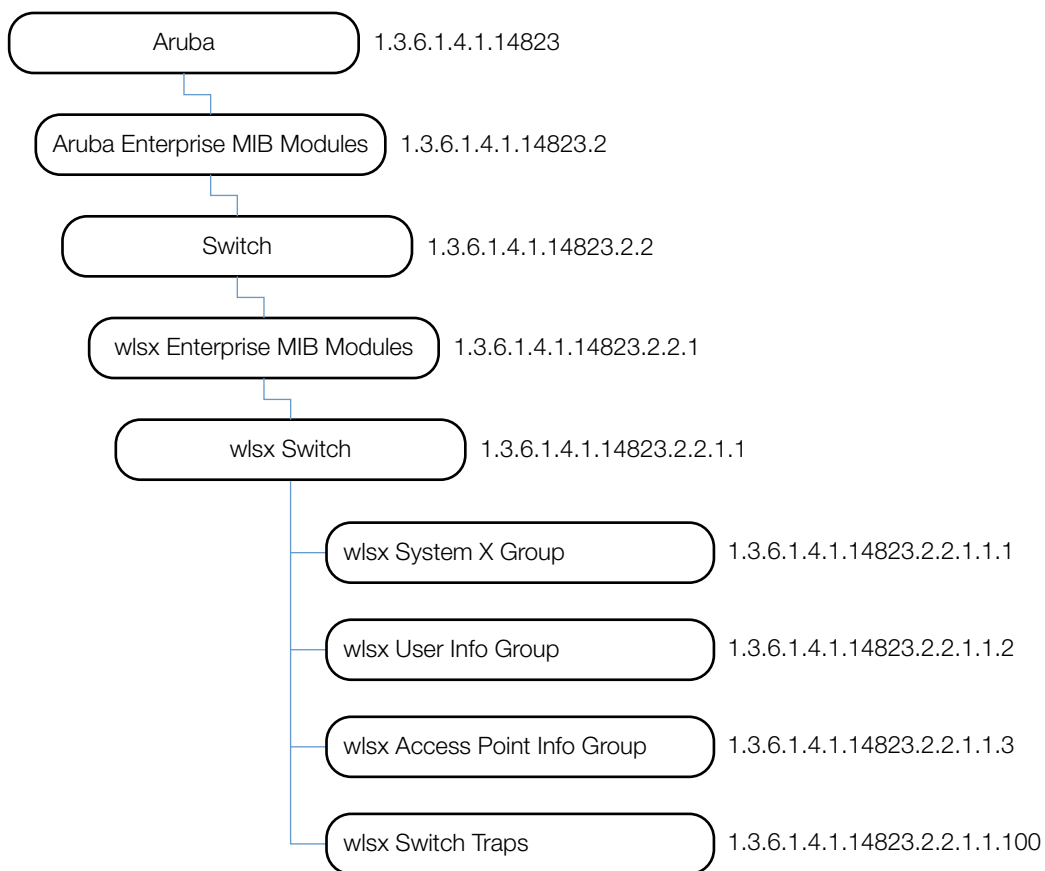 Aruba 1.3.6.1.4.1.14823
Aruba Enterprise MIB Modules 1.3.6.1.4.1.14823.2
Switch 1.3.6.1.4.1.14823.2.2
wlsx Enterprise MIB Modules 1.3.6.1.4.1.14823.2.2.1
wlsx Switch 1.3.6.1.4.1.14823.2.2.1.1
wlsx System X Group 1.3.6.1.4.1.14823.2.2.1.1.1
wlsx User Info Group 1.3.6.1.4.1.14823.2.2.1.1.2
wlsx Access Point Info Group 1.3.6.1.4.1.14823.2.2.1.1.3
wlsx Switch Traps 1.3.6.1.4.1.14823.2.2.1.1.100